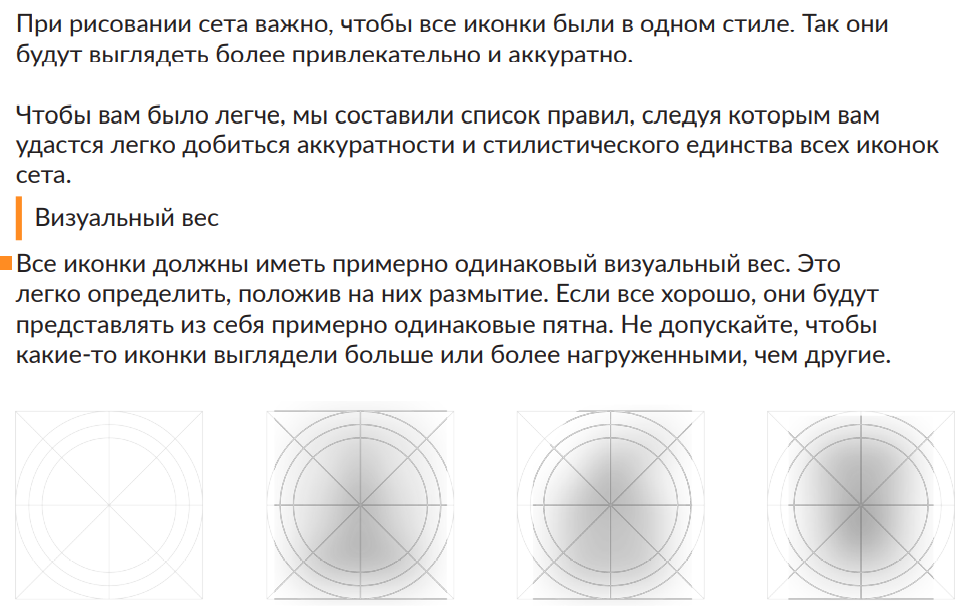 При рисовании сета важно, чтобы все иконки были в одном стиле. Так они
будут выглядеть более привлекательно и аккуратно.
Чтобы вам было легче, мы составили список правил, следуя которым вам
удастся легко добиться аккуратности и стилистического единства всех иконок
сета.
Визуальный вес
Все иконки должны иметь примерно одинаковый визуальный вес. Это
легко определить, положив на них размытие. Если все хорошо, они будут
представлять из себя примерно одинаковые пятна. Не допускайте, чтобы
какие-то иконки выглядели больше или более нагруженными, чем другие.